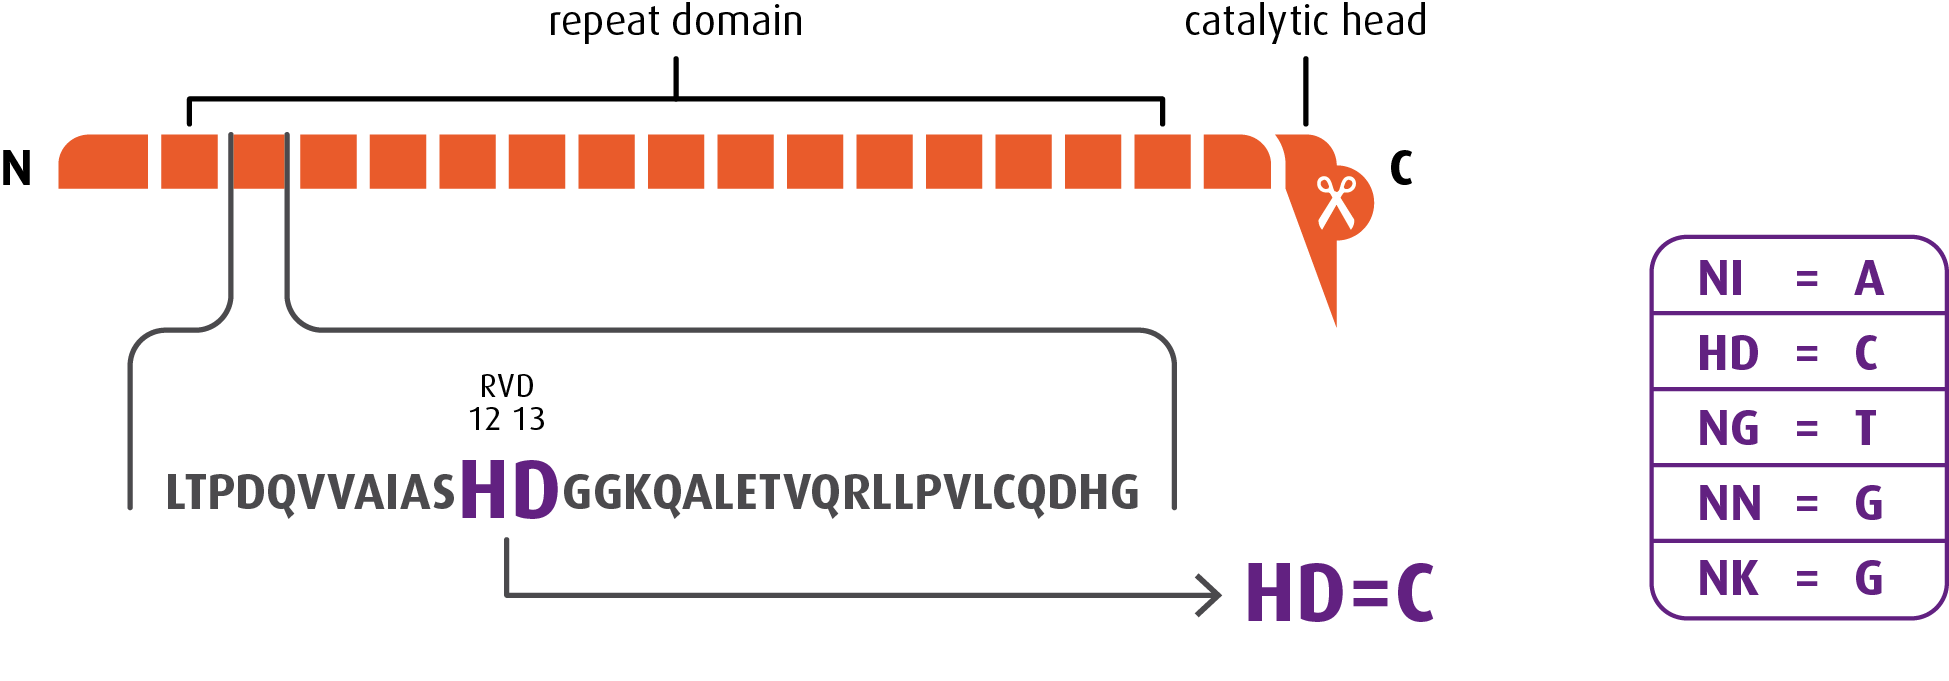 repeat domain
catalytic head
N
C
RVD
12 13
LTPDQVVAIASHDGGKQALETVQRLLPVLCQDHG
HD=C
NI = A
HD = C
NG = T
NN = G
NK = G